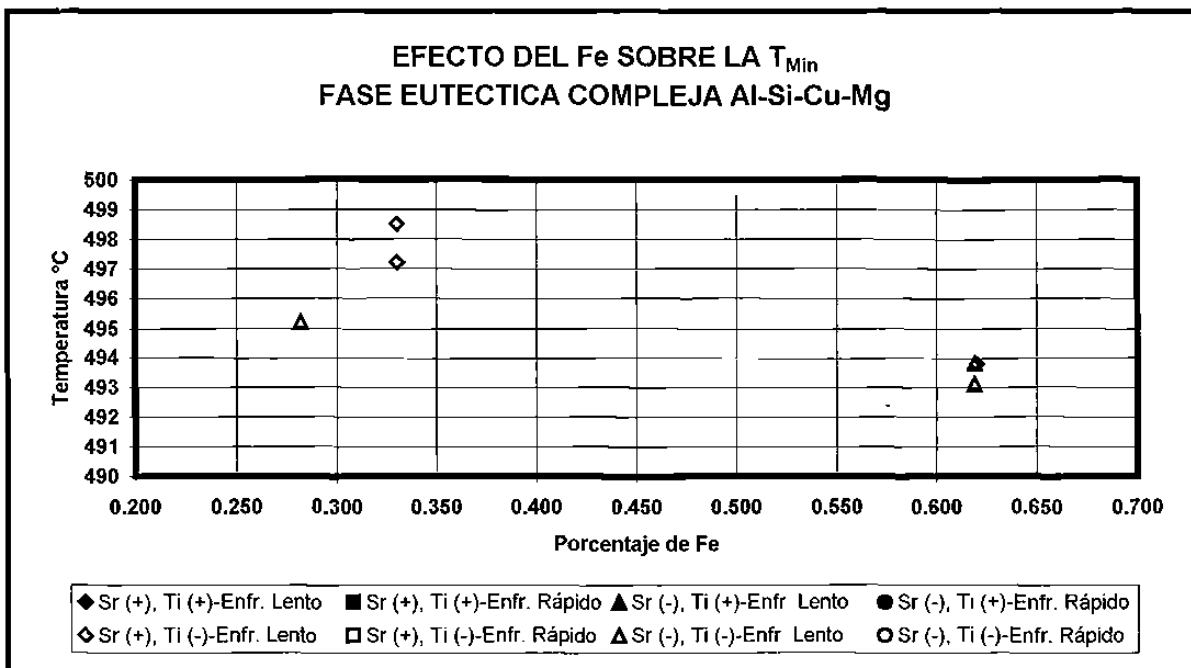 EFECTO DEL Fe SOBRE LA TMin
FASE EUTECTICA COMPLEJA Al-Si-Cu-Mg
500
499
498
497
496
495
494
493
492
491
490
Temperatura °C
0.200 0.250 0.300 0.350 0.400 0.450 0.500 0.550 0.600 0.650 0.700
Porcentaje de Fe
Sr (+), Ti (+)-Enfr. Lento Sr (+), Ti (+)-Enfr. Rápido Sr (-), Ti (+)-Enfr Lento Sr (-), Ti (+)-Enfr. Rápido
Sr (+), Ti (-)-Enfr. Lento Sr (+), Ti (-)-Enfr. Rápido Sr (-), Ti (-)-Enfr Lento Sr (-), Ti (-)-Enfr. Rápido